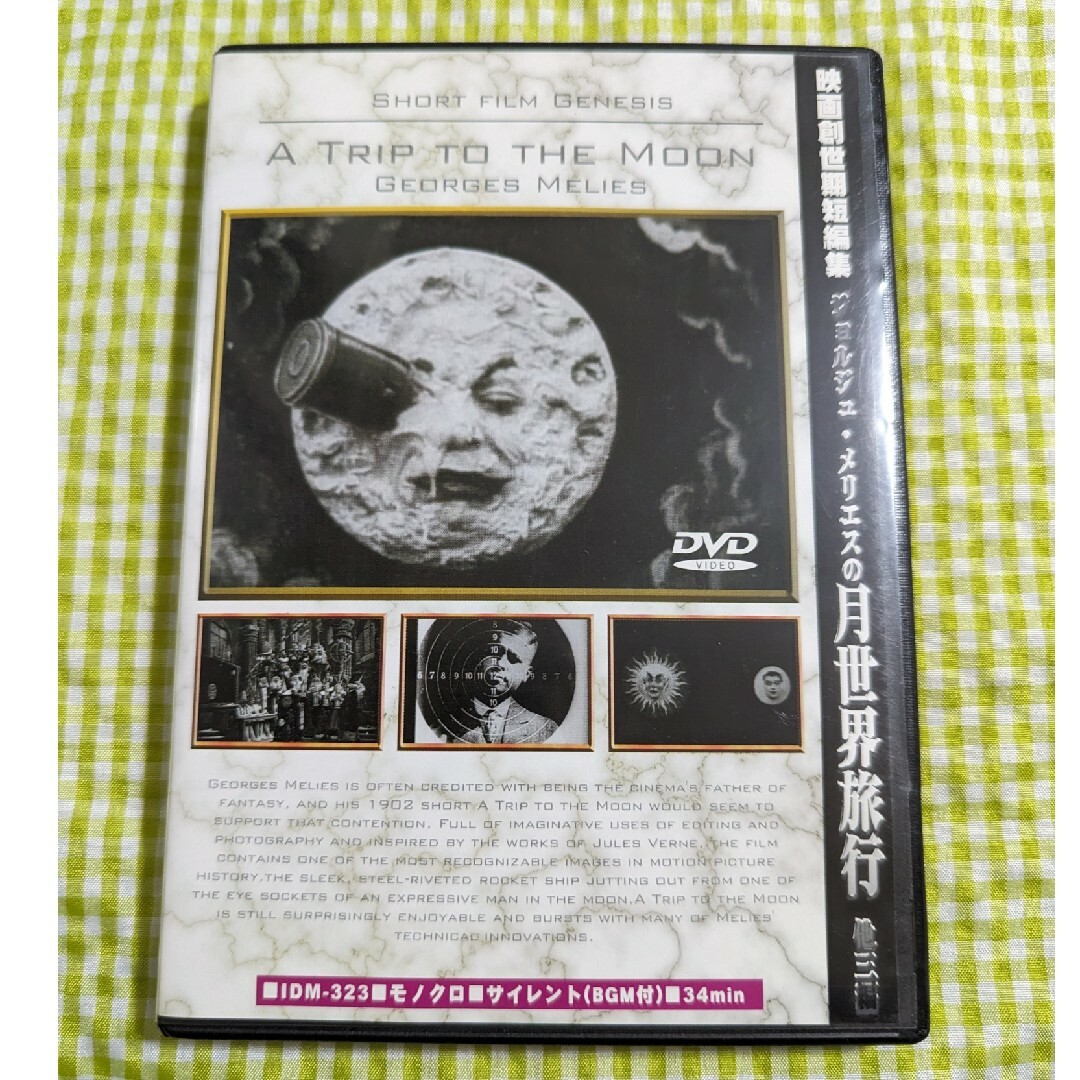 SHORT FILM GENESIS
A TRIP TO THE MOON
GEORGES MELIES
DVD
VIDEO
GEORGES MELIES IS OFTEN CREDITED WITH BEING THE CINEMA'S FATHER OF
FANTASY, AND HIS 1902 SHORT A TRIP TO THE MOON WOULD SEEM TO
SUPPORT THAT CONTENTION. FULL OF IMAGINATIVE USES OF EDITING AND
PHOTOGRAPHY AND INSPIRED BY THE WORKS OF JULES VERNE, THE FILM
CONTAINS ONE OF THE MOST RECOGNIZABLE IMAGES IN MOTION PICTURE
HISTORY,THE SLEEK, STEEL-RIVETED ROCKET SHIP JUTTING OUT FROM ONE OF
THE EYE SOCKETS OF AN EXPRESSIVE MAN IN THE MOON.A TRIP TO THE MOON
IS STILL SURPRISINGLY ENJOYABLE AND BURSTS WITH MANY OF MELIES'
TECHNICAO INNOVATIONS.
■IDM-323■モノクロ■サイレント(BGM付)■34min
映画創世期短編集 ジョルジュ・メリエスの月世界旅行 他三編